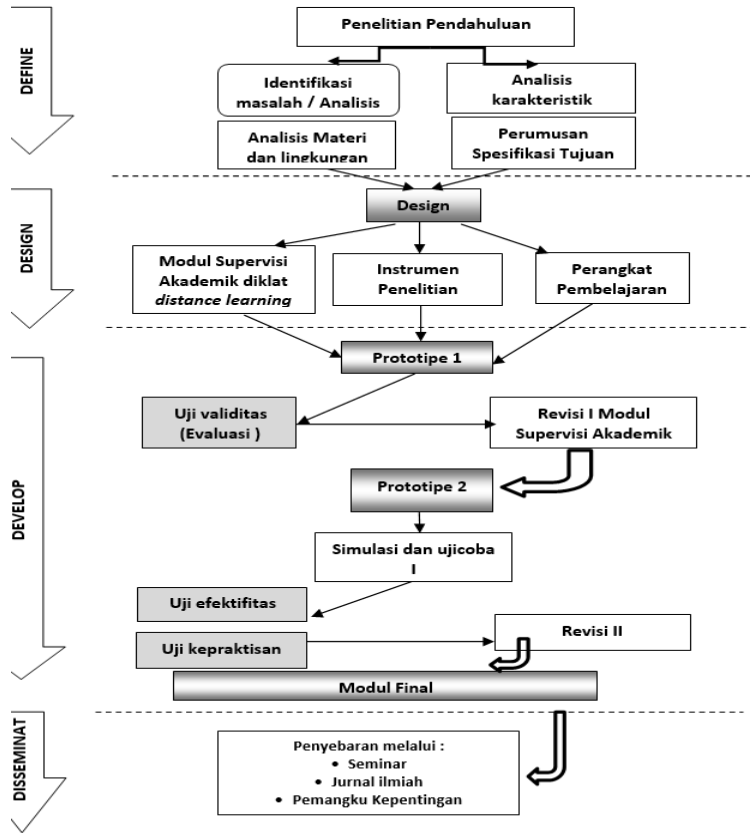 DEFINE
Penelitian Pendahuluan
Identifikasi
masalah / Analisis
Analisis
karakteristik
Analisis Materi
dan lingkungan
Perumusan
Spesifikasi Tujuan
DESIGN
Design
Modul Supervisi
Akademik diklat
distance learning
Instrumen
Penelitian
Perangkat
Pembelajaran
DEVELOP
Prototipe 1
Uji validitas
(Evaluasi )
Revisi I Modul
Supervisi Akademik
Prototipe 2
Simulasi dan ujicoba
I
Uji efektifitas
Uji kepraktisan
Revisi II
Modul Final
DISSEMINAT
Penyebaran melalui :
• Seminar
• Jurnal ilmiah
• Pemangku Kepentingan